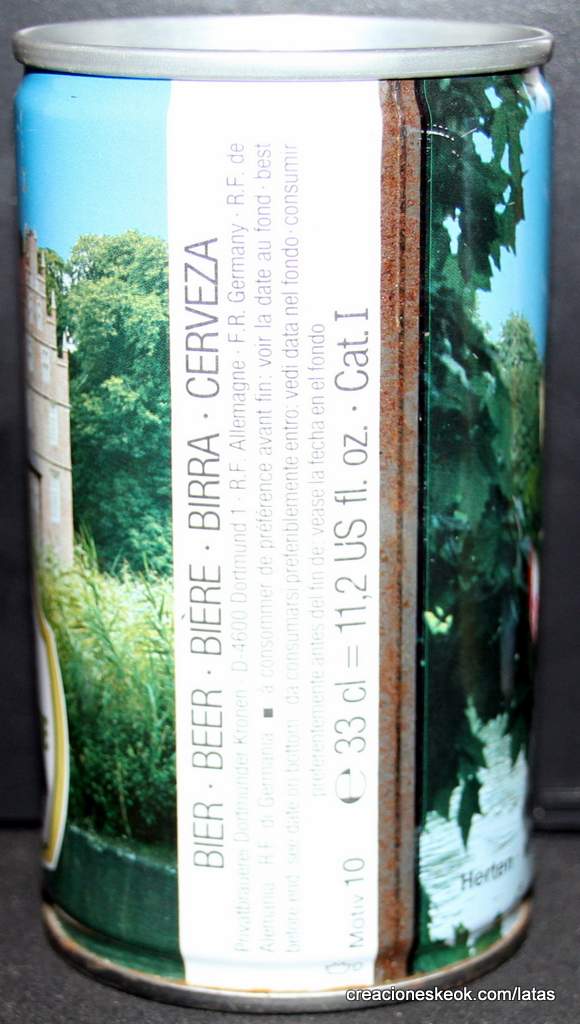 BIER · BEER · BIÈRE · BIRRA · CERVEZA
Privatbrauerei Dortmunder Kronen · D-4600 Dortmund 1 · R.F. Allemagne · F.R. Germany · R.F. de
Alemania · R.F. di Germania ■ à consommer de préférence avant fin: voir la date au fond · best
before end: see date on bottom · da consumarsi preferiblemente entro: vedi data nel fondo · consumir
preferentemente antes del fin de: vease la fecha en el fondo
℮ 33 cl = 11,2 US fl. oz. · Cat. I
Motiv 10
Herten
creacioneskeok.com/latas